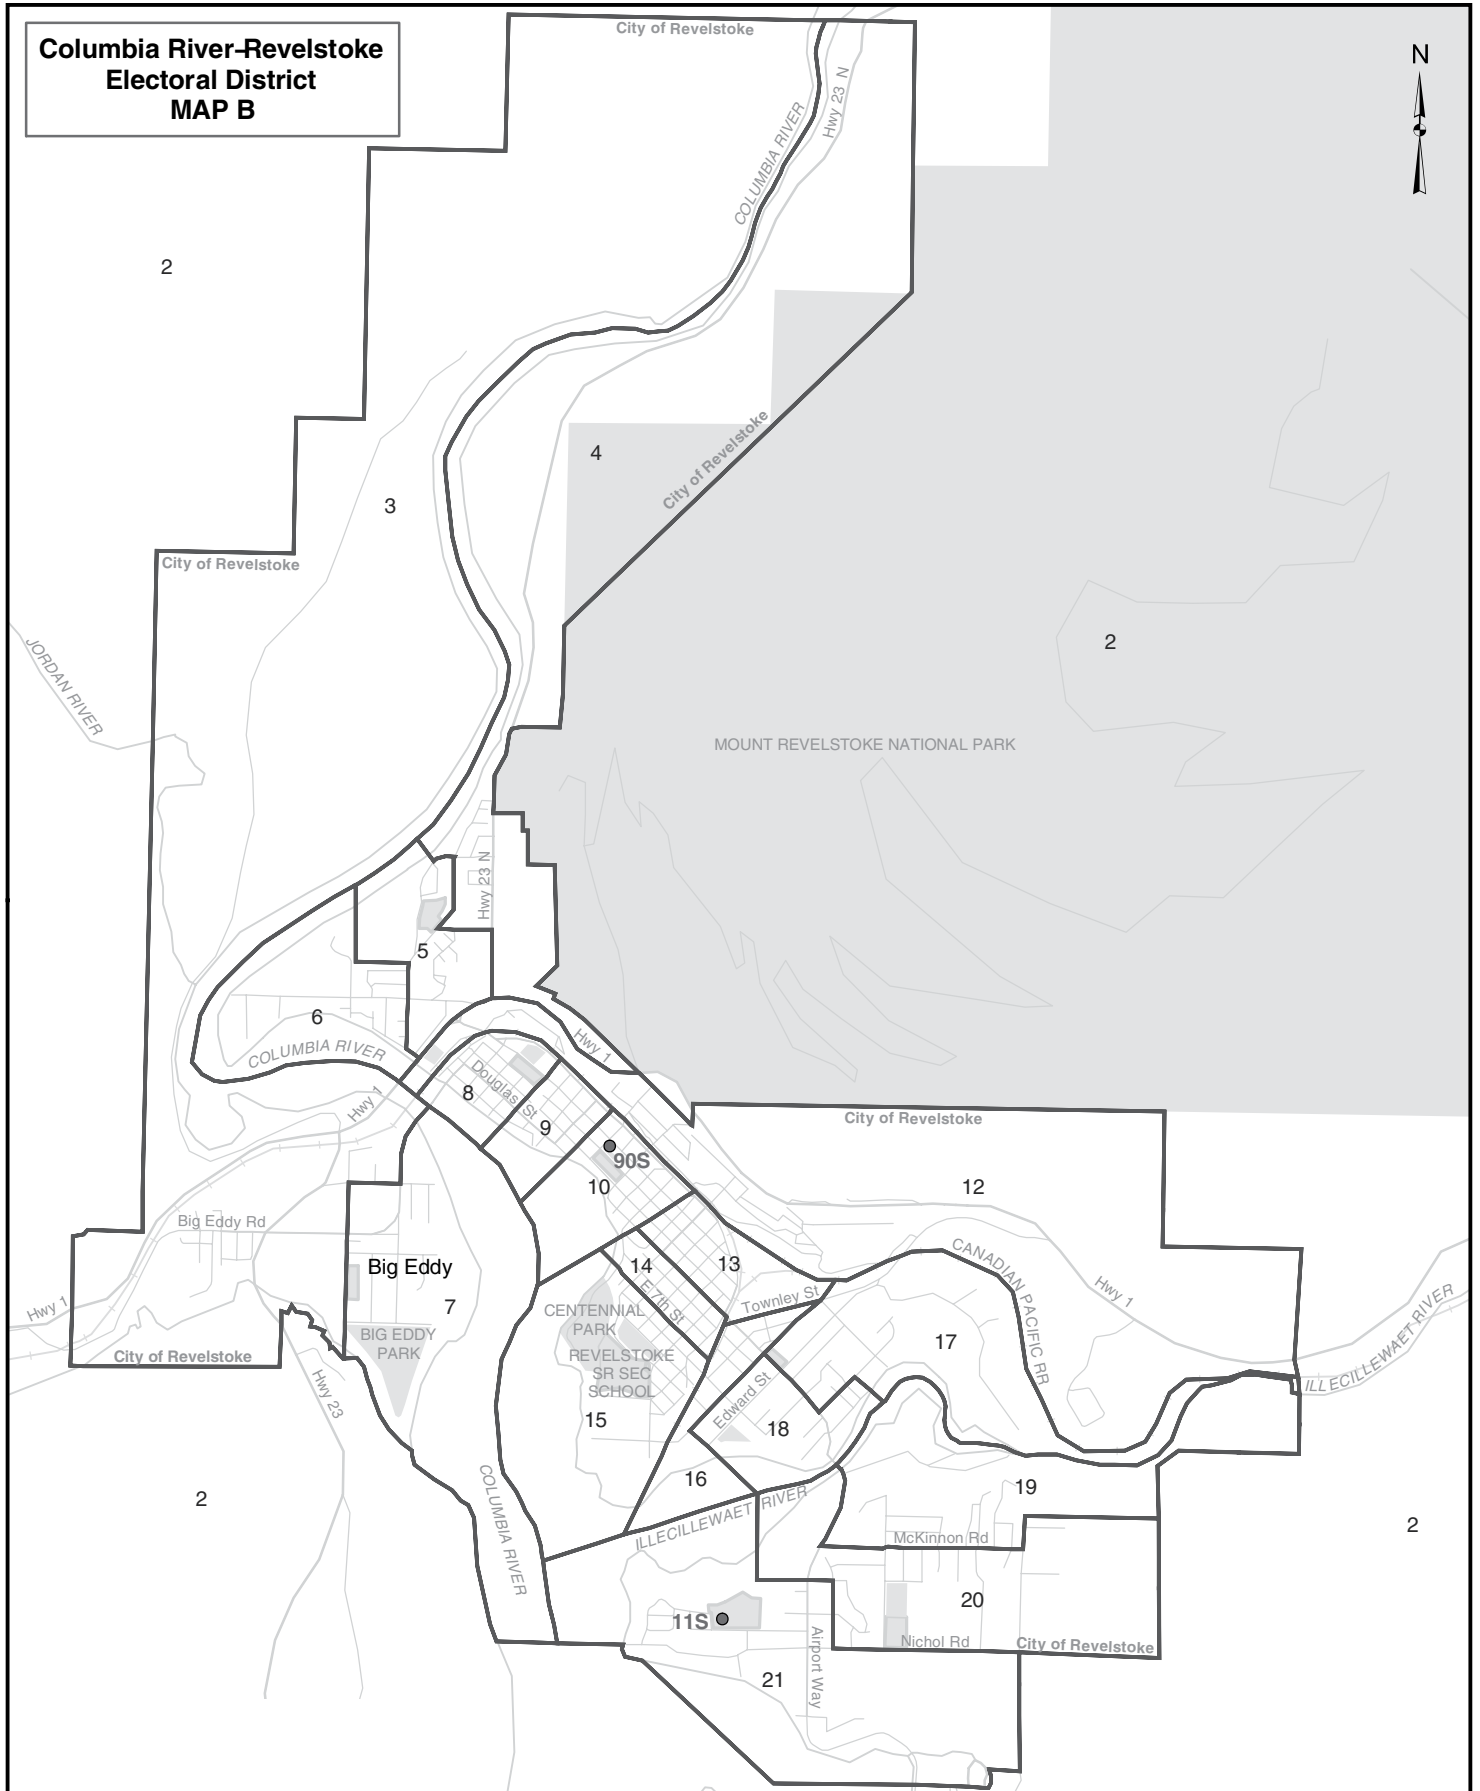 Columbia River–Revelstoke
Electoral District
MAP B
City of Revelstoke
N
Hwy 23 N
COLUMBIA RIVER
2
City of Revelstoke
4
3
City of Revelstoke
JORDAN RIVER
2
MOUNT REVELSTOKE NATIONAL PARK
Hwy 23 N
5
6
COLUMBIA RIVER
Hwy 1
Hwy 1
Douglas St
8
9
City of Revelstoke
90S
10
12
Big Eddy Rd
CANADIAN PACIFIC RR
Hwy 1
Big Eddy
14
13
E 7th St
Townley St
Hwy 1
7
CENTENNIAL
PARK
ILLECILLEWAET RIVER
BIG EDDY
PARK
17
City of Revelstoke
REVELSTOKE
SR SEC
SCHOOL
Hwy 23
Edward St
15
18
16
2
COLUMBIA RIVER
ILLECILLEWAET RIVER
19
2
McKinnon Rd
20
11S
Nichol Rd
City of Revelstoke
Airport Way
21